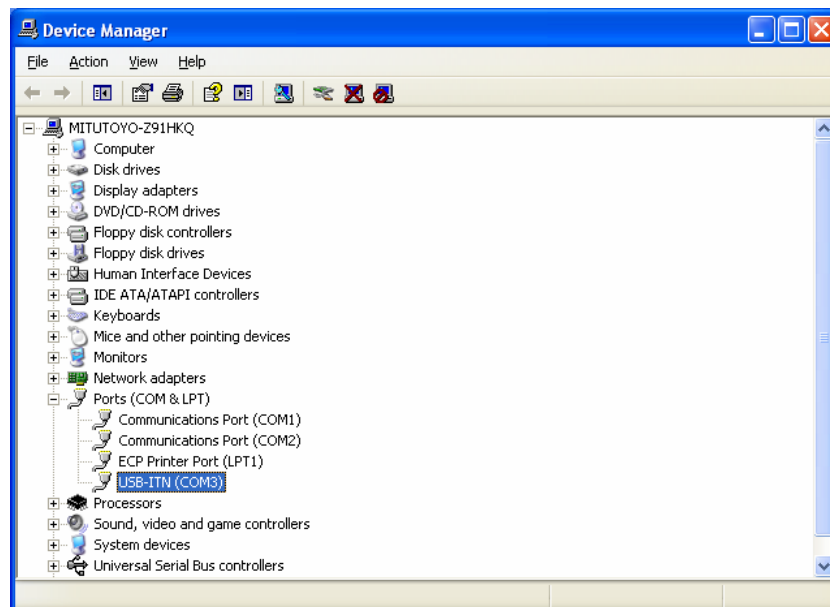 Device Manager
File Action View Help
MITUTOYO-Z91HKQ
Computer
Disk drives
Display adapters
DVD/CD-ROM drives
Floppy disk controllers
Floppy disk drives
Human Interface Devices
IDE ATA/ATAPI controllers
Keyboards
Mice and other pointing devices
Monitors
Network adapters
Ports (COM & LPT)
Communications Port (COM1)
Communications Port (COM2)
ECP Printer Port (LPT1)
USB-ITN (COM3)
Processors
Sound, video and game controllers
System devices
Universal Serial Bus controllers